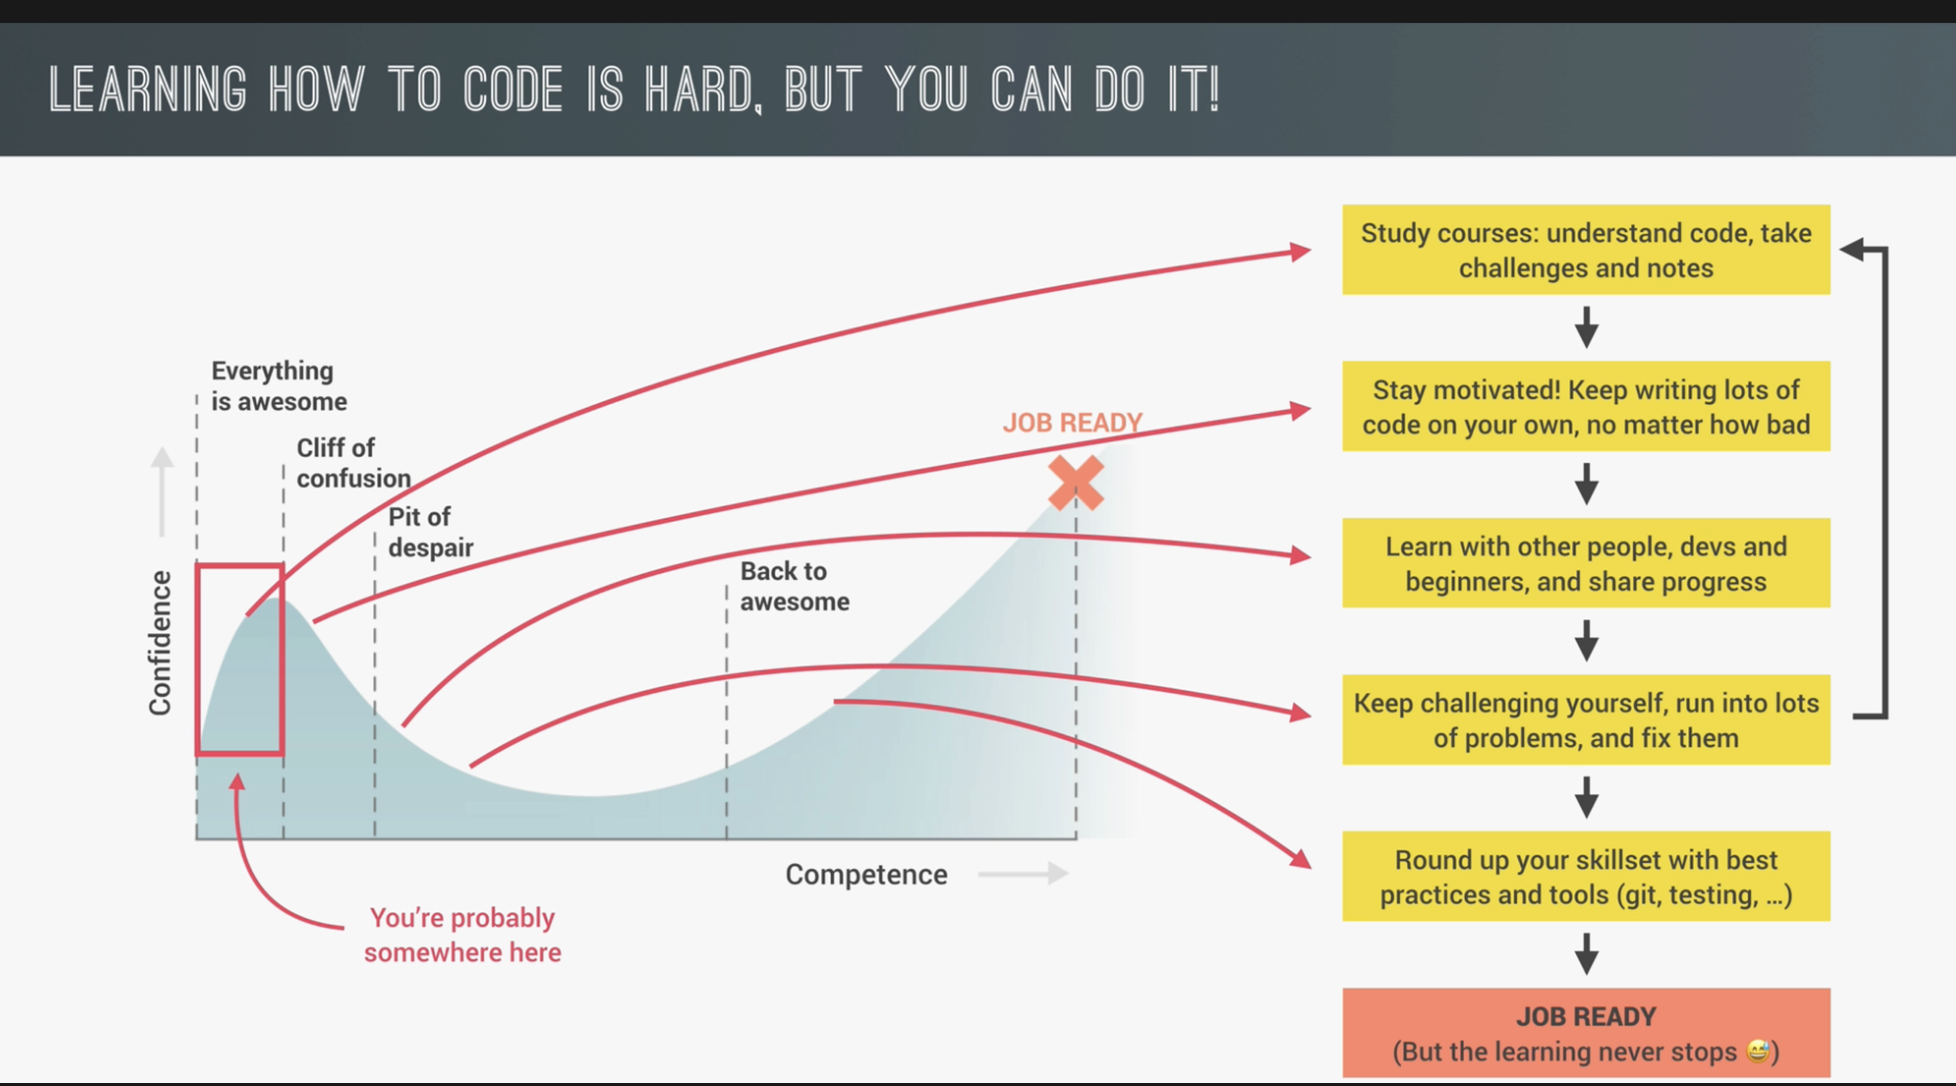 LEARNING HOW TO CODE IS HARD, BUT YOU CAN DO IT!
Everything
is awesome
Cliff of
confusion
Pit of
despair
Back to
awesome
JOB READY
Confidence
Competence
You're probably
somewhere here
Study courses: understand code, take
challenges and notes
Stay motivated! Keep writing lots of
code on your own, no matter how bad
Learn with other people, devs and
beginners, and share progress
Keep challenging yourself, run into lots
of problems, and fix them
Round up your skillset with best
practices and tools (git, testing, …)
JOB READY
(But the learning never stops 😅)